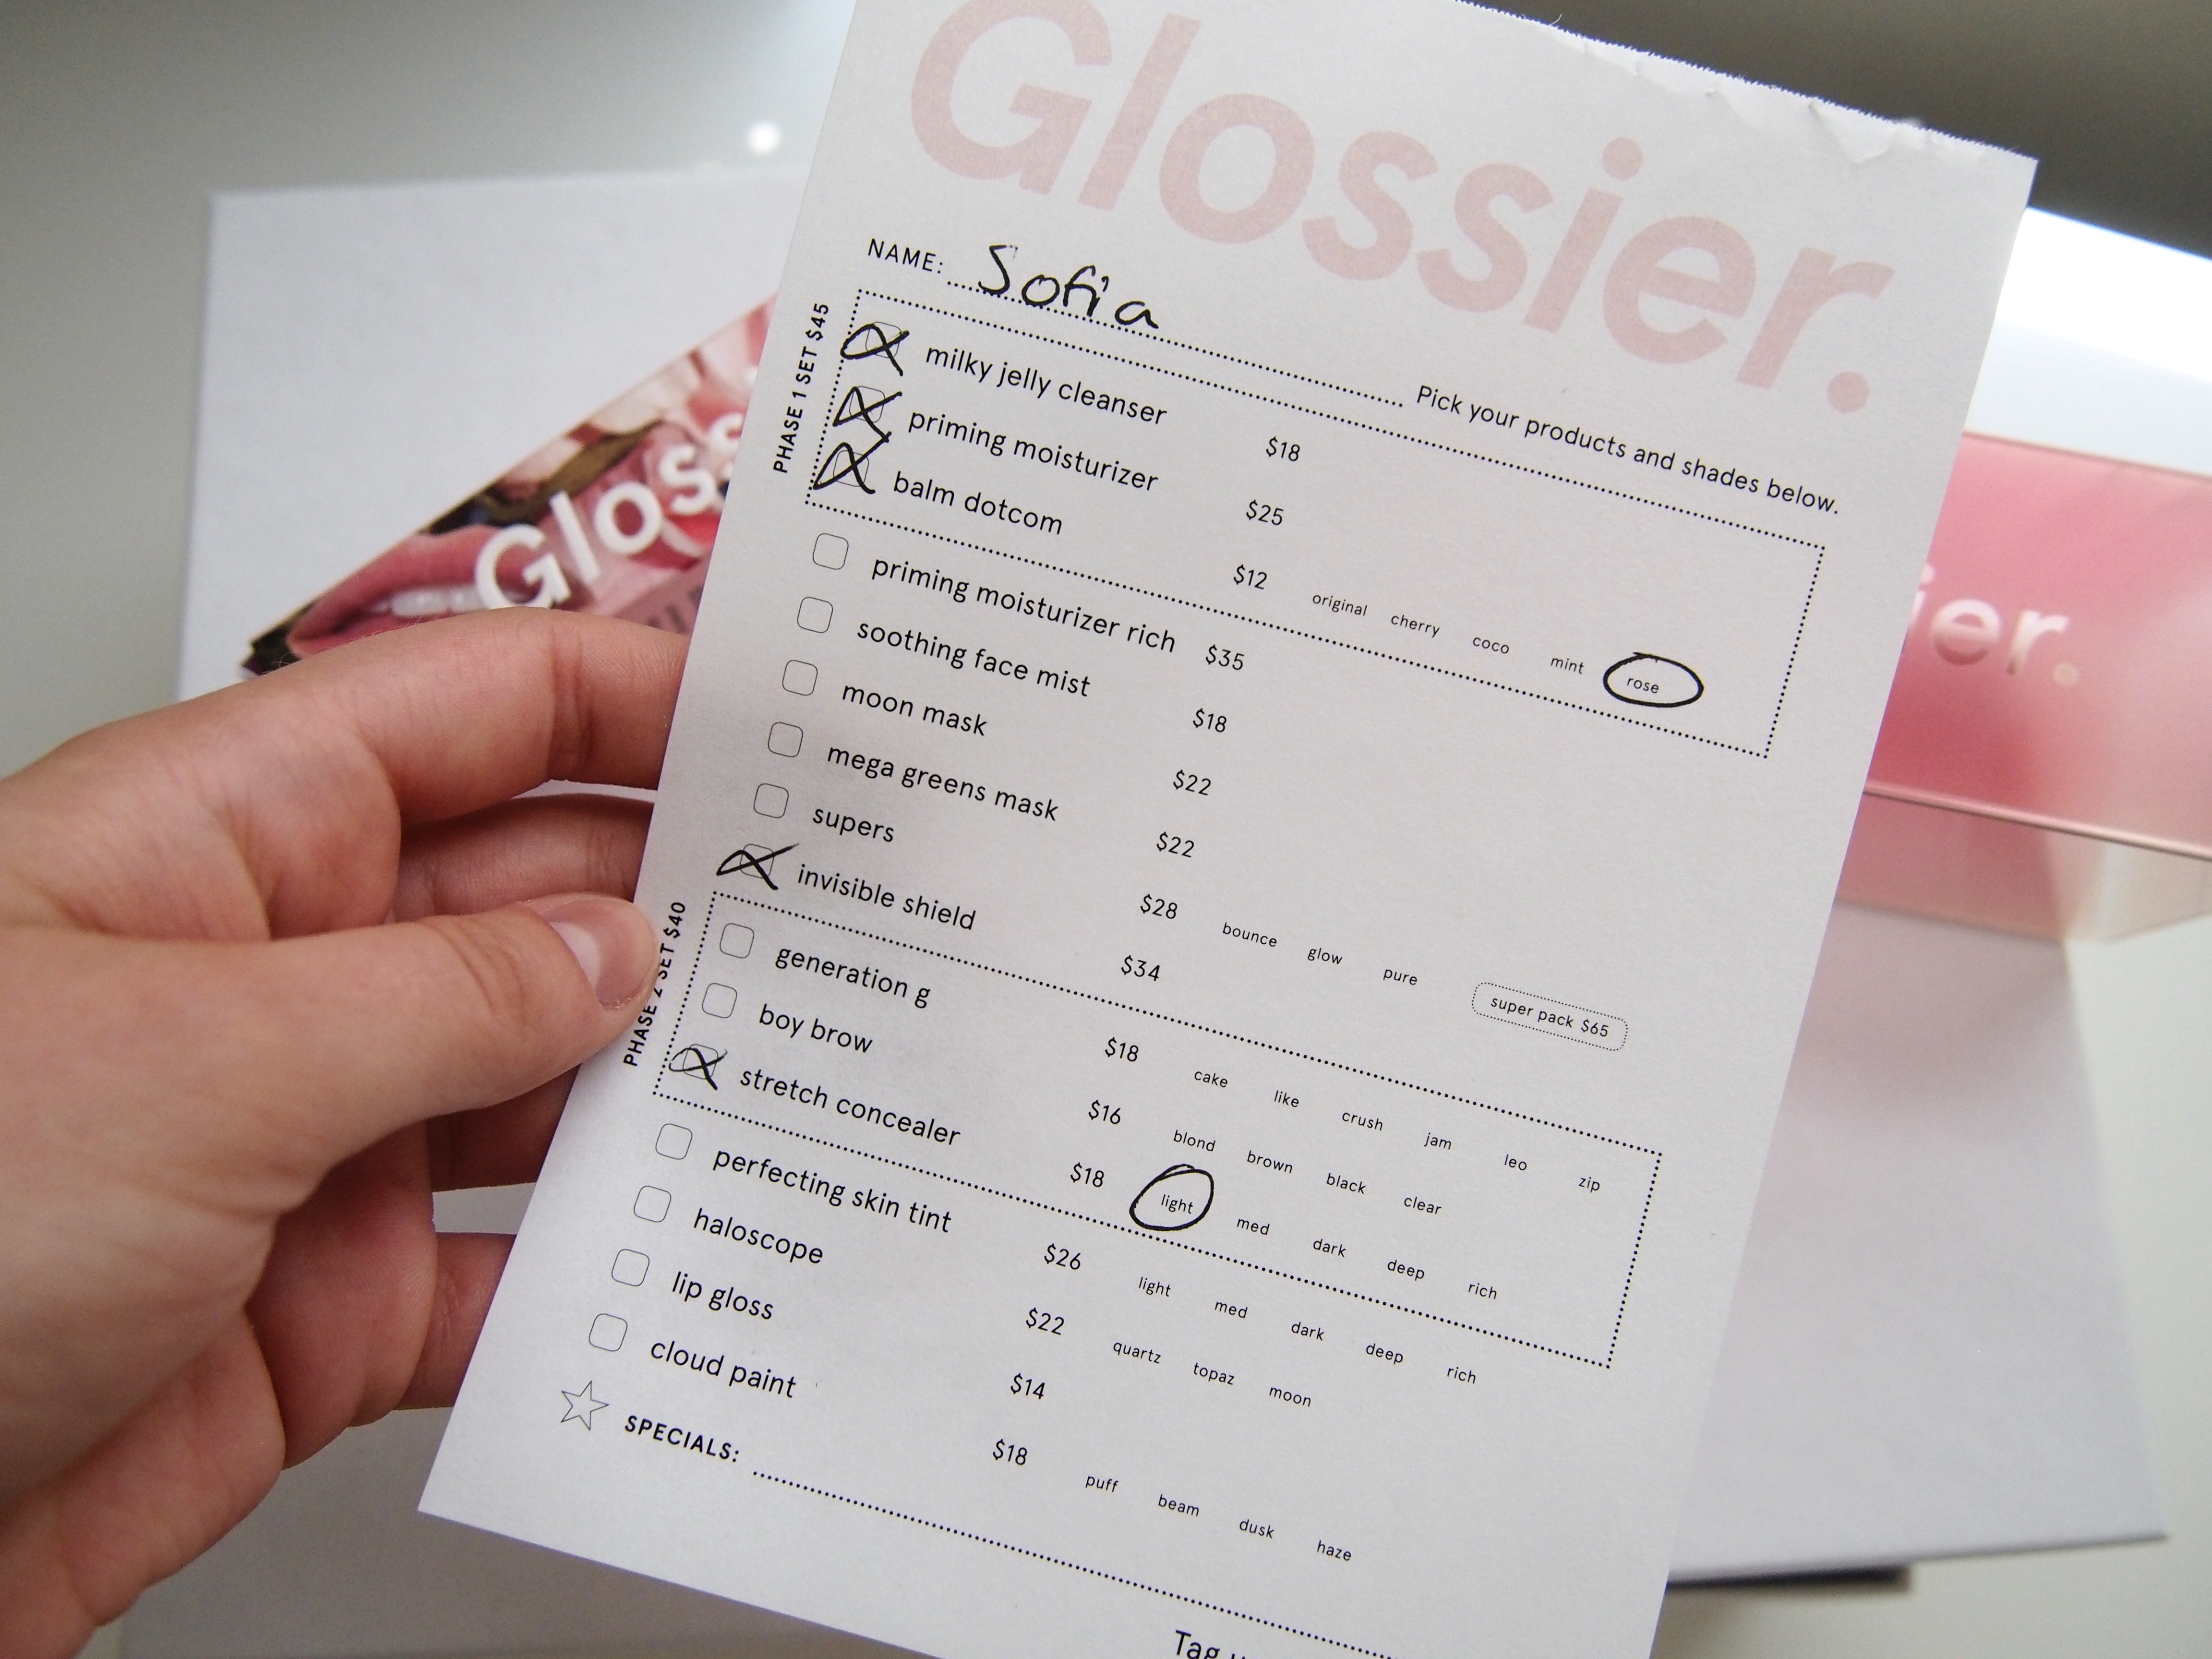 Glossier.
NAME: Sofia Pick your products and shades below.
PHASE 1 SET $45
milky jelly cleanser $18
priming moisturizer $25
balm dotcom $12 original cherry coco mint rose
priming moisturizer rich $35
soothing face mist $18
moon mask $22
mega greens mask $22
supers $28 bounce glow pure super pack $65
invisible shield $34
PHASE 2 SET $40
generation g $18 cake like crush jam leo zip
boy brow $16 blond brown black clear
stretch concealer $18 light med dark deep rich
perfecting skin tint $26 light med dark deep rich
haloscope $22 quartz topaz moon
lip gloss $14
cloud paint $18 puff beam dusk haze
SPECIALS:
Tag
Gloss
ier.